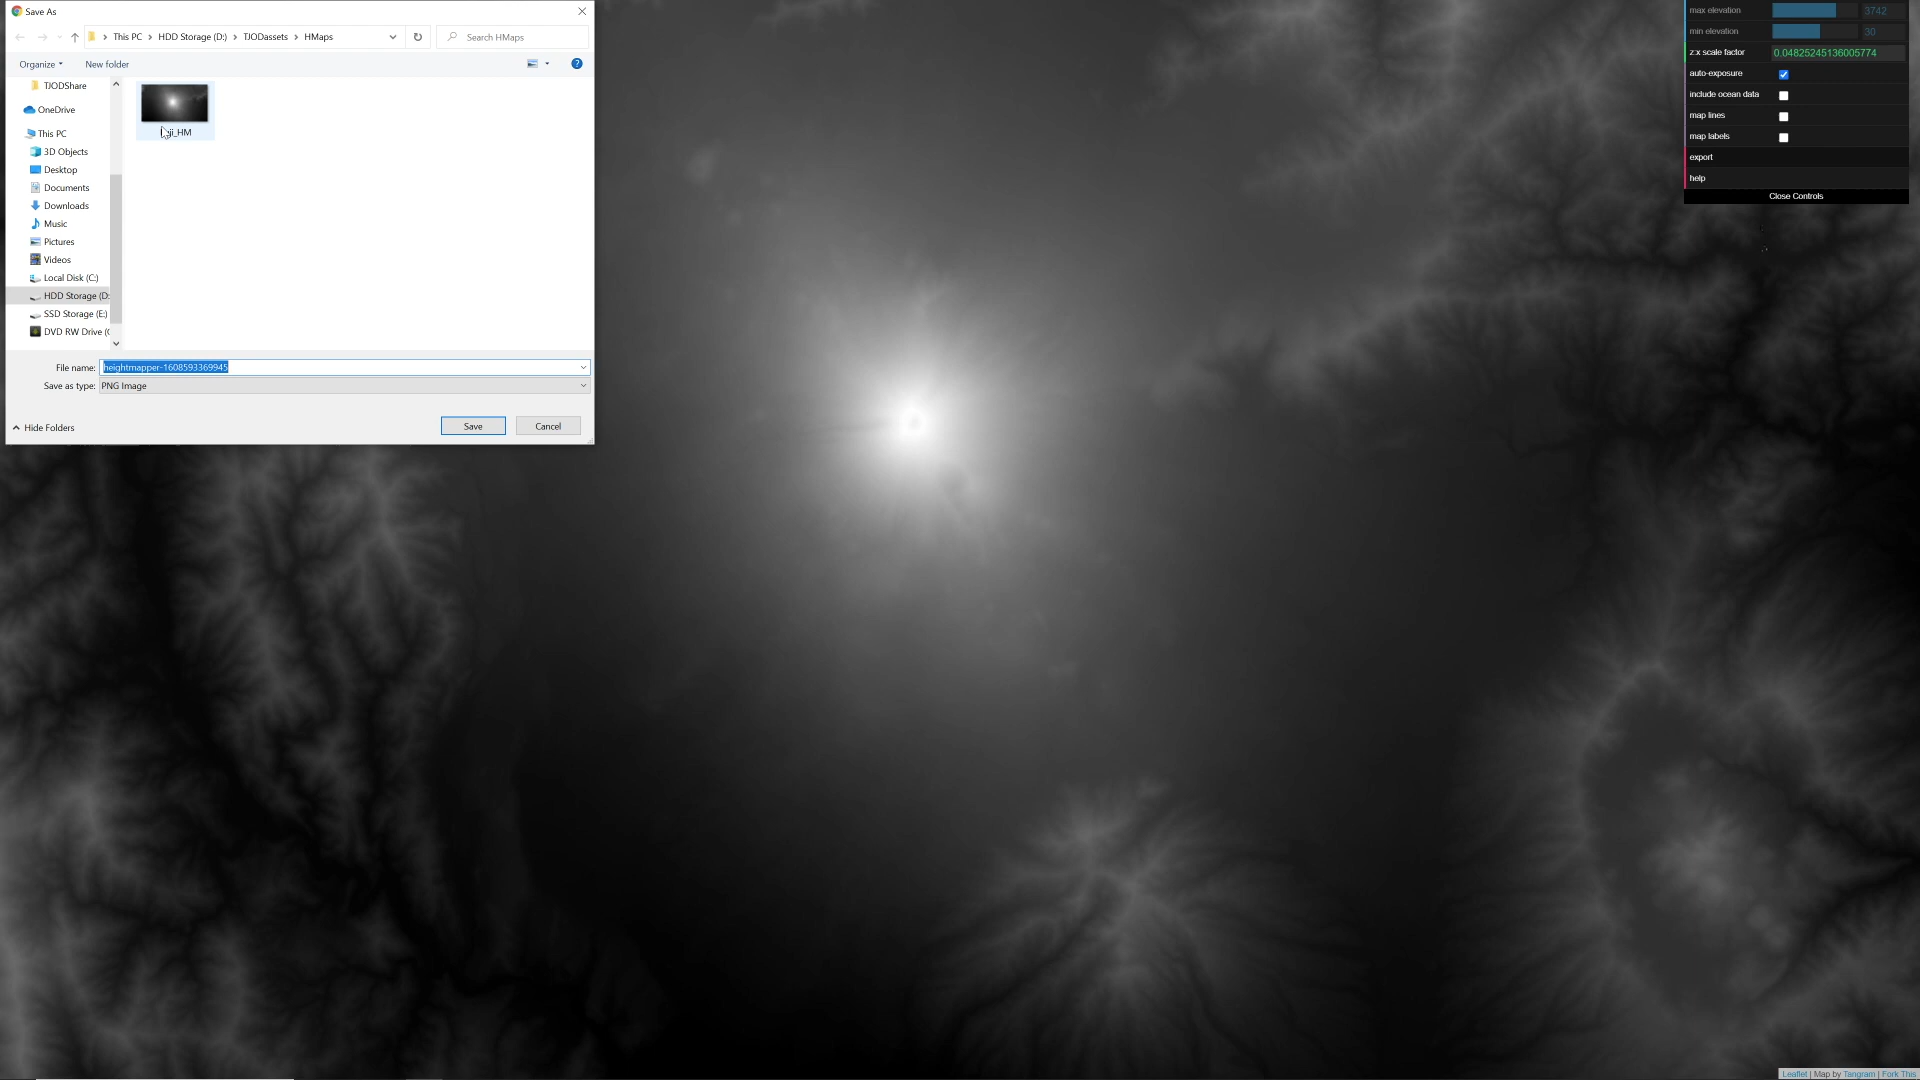 Save As
This PC
HDD Storage (D:)
TJODassets
HMaps
Search HMaps
Organize
New folder
TJODShare
OneDrive
This PC
3D Objects
Desktop
Documents
Downloads
Music
Pictures
Videos
Local Disk (C:)
HDD Storage (D:
SSD Storage (E:)
DVD RW Drive (
File name: heightmapper-1608593369945
Save as type: PNG Image
Hide Folders
Save
Cancel
max elevation 3742
min elevation 30
z:x scale factor 0.04825245136005774
auto-exposure
include ocean data
map lines
map labels
export
help
Close Controls
Leaflet | Map by Tangram | Fork This